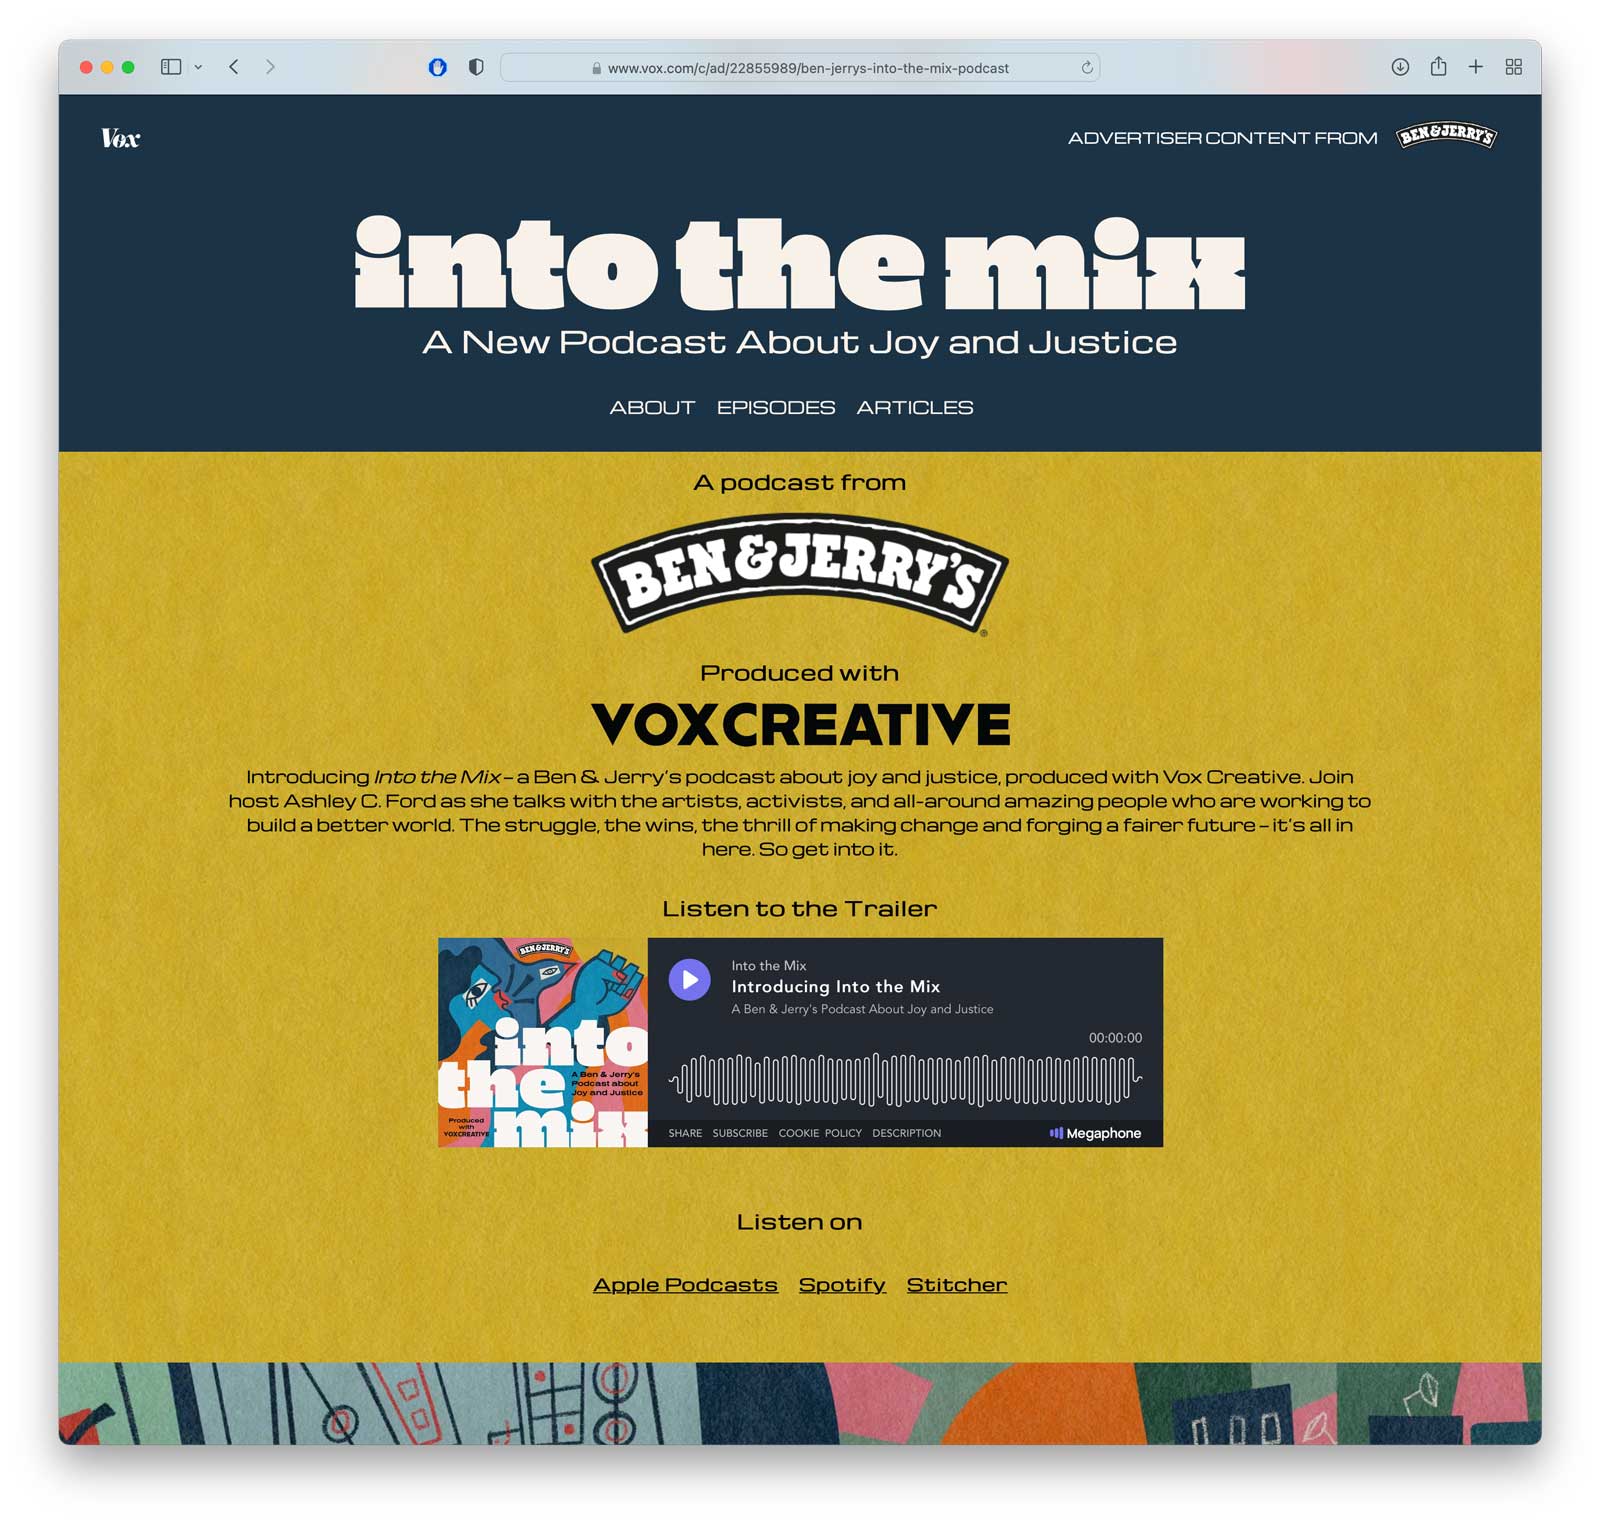 www.vox.com/c/ad/22855989/ben-jerrys-into-the-mix-podcast
Vox
ADVERTISER CONTENT FROM BEN & JERRY'S
into the mix
A New Podcast About Joy and Justice
ABOUT EPISODES ARTICLES
A podcast from
BEN & JERRY'S
®
Produced with
VOX CREATIVE
Introducing Into the Mix – a Ben & Jerry's podcast about joy and justice, produced with Vox Creative. Join
host Ashley C. Ford as she talks with the artists, activists, and all-around amazing people who are working to
build a better world. The struggle, the wins, the thrill of making change and forging a fairer future – it's all in
here. So get into it.
Listen to the Trailer
BEN & JERRY'S
VOX
into
the
mix
A Ben & Jerry's
Podcast about
Joy and Justice
Produced
with
VOXCREATIVE
Into the Mix
Introducing Into the Mix
A Ben & Jerry's Podcast About Joy and Justice
00:00:00
SHARE SUBSCRIBE COOKIE POLICY DESCRIPTION
Megaphone
Listen on
Apple Podcasts Spotify Stitcher